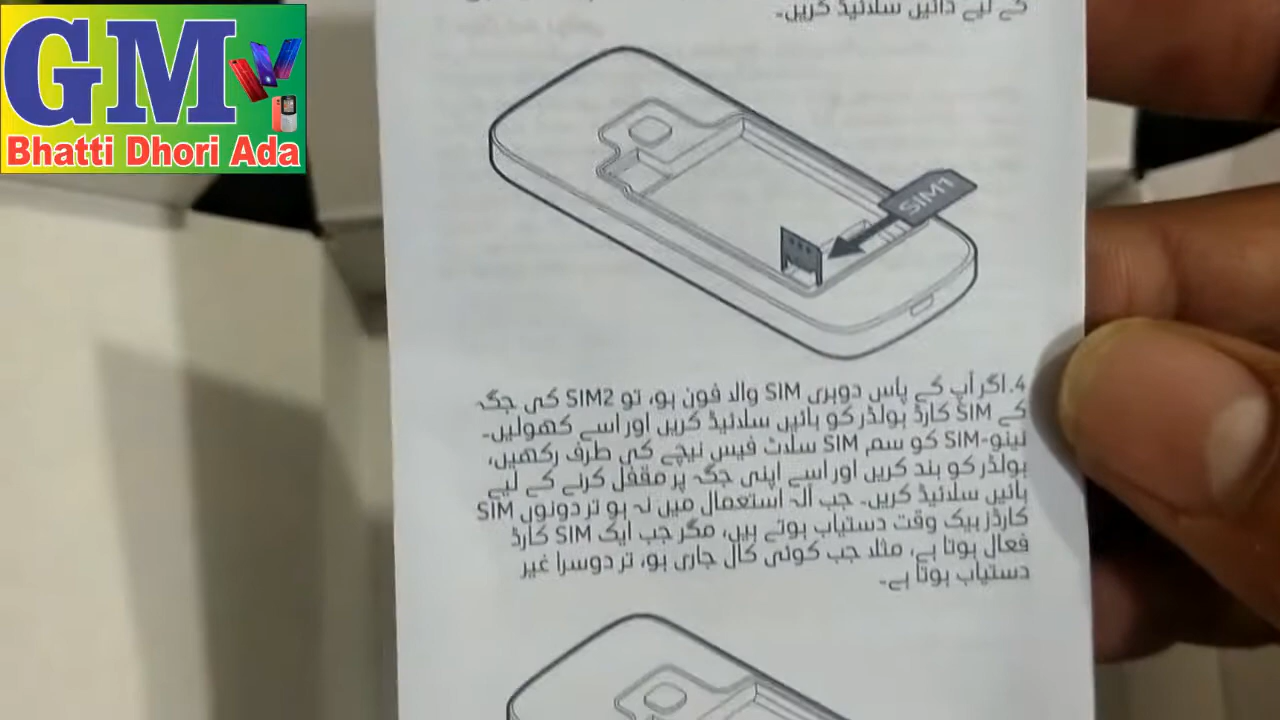 GM
Bhatti Dhori Ada
کے لیے دائیں سلائیڈ کریں۔
SIM1
4. اگر آپ کے پاس دوہری SIM والا فون ہو، تو SIM2 کی جگہ
کے SIM کارڈ ہولڈر کو بائیں سلائیڈ کریں اور اسے کھولیں۔
نینو-SIM کو سم SIM سلاٹ فیس نیچے کی طرف رکھیں،
ہولڈر کو بند کریں اور اسے اپنی جگہ پر مقفل کرنے کے لیے
بائیں سلائیڈ کریں۔ جب آلہ استعمال میں نہ ہو تر دونوں SIM
کارڈز بیک وقت دستیاب ہوتے ہیں، مگر جب ایک SIM کارڈ
فعال ہوتا ہے، مثلا جب کوئی کال جاری ہو، تر دوسرا غیر
دستیاب ہوتا ہے۔